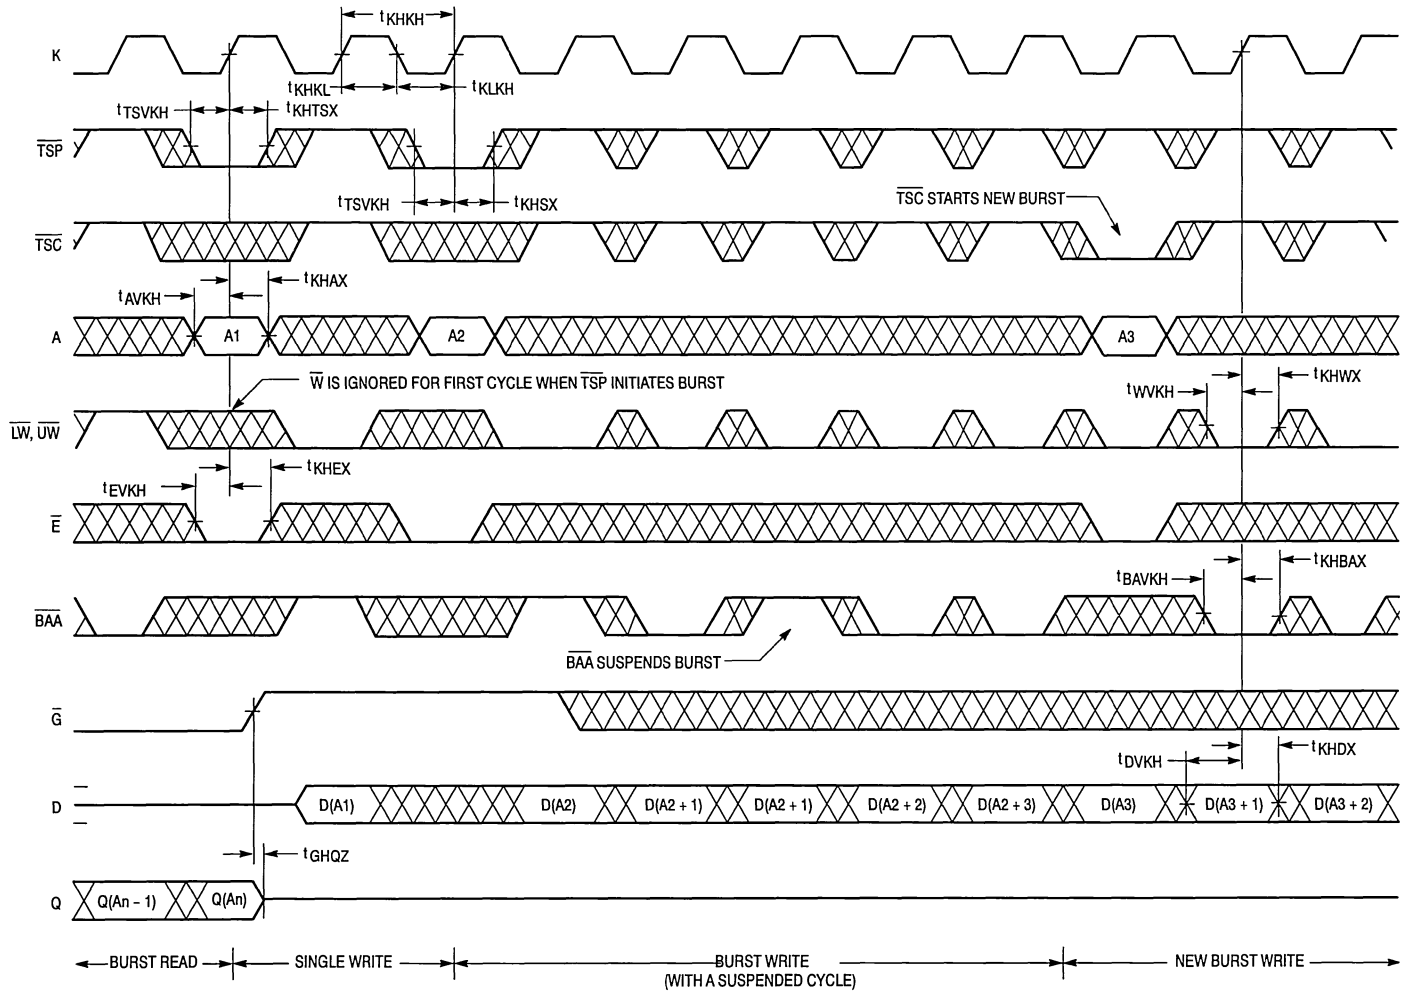 tKHKH
K
tKHKL
tKLKH
tTSVKH
tKHTSX
TSP
tTSVKH
tKHSX
TSC STARTS NEW BURST
TSC
tKHAX
tAVKH
A
A1
A2
A3
W IS IGNORED FOR FIRST CYCLE WHEN TSP INITIATES BURST
tKHWX
tWVKH
LW, UW
tKHEX
tEVKH
E
tKHBAX
tBAVKH
BAA
BAA SUSPENDS BURST
G
tKHDX
tDVKH
D
D(A1)
D(A2)
D(A2 + 1)
D(A2 + 1)
D(A2 + 2)
D(A2 + 3)
D(A3)
D(A3 + 1)
D(A3 + 2)
tGHQZ
Q
Q(An – 1)
Q(An)
BURST READ
SINGLE WRITE
BURST WRITE
(WITH A SUSPENDED CYCLE)
NEW BURST WRITE